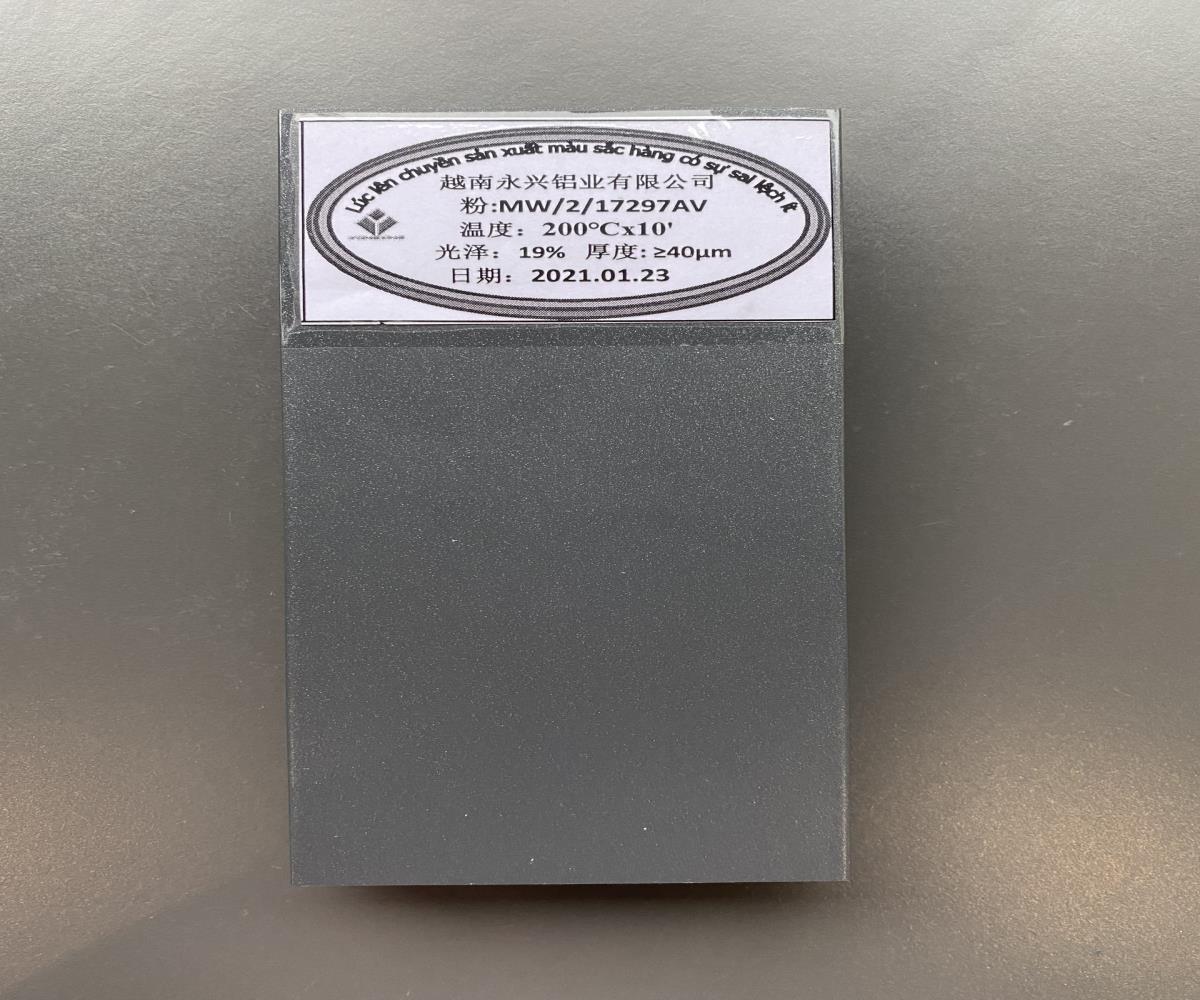 Lúc lên chuyền sản xuất màu sắc hàng có sự sai lệch ít
越南永兴铝业有限公司
粉:MW/2/17297AV
温度：200°Cx10'
光泽：19% 厚度：≥40μm
日期：2021.01.23